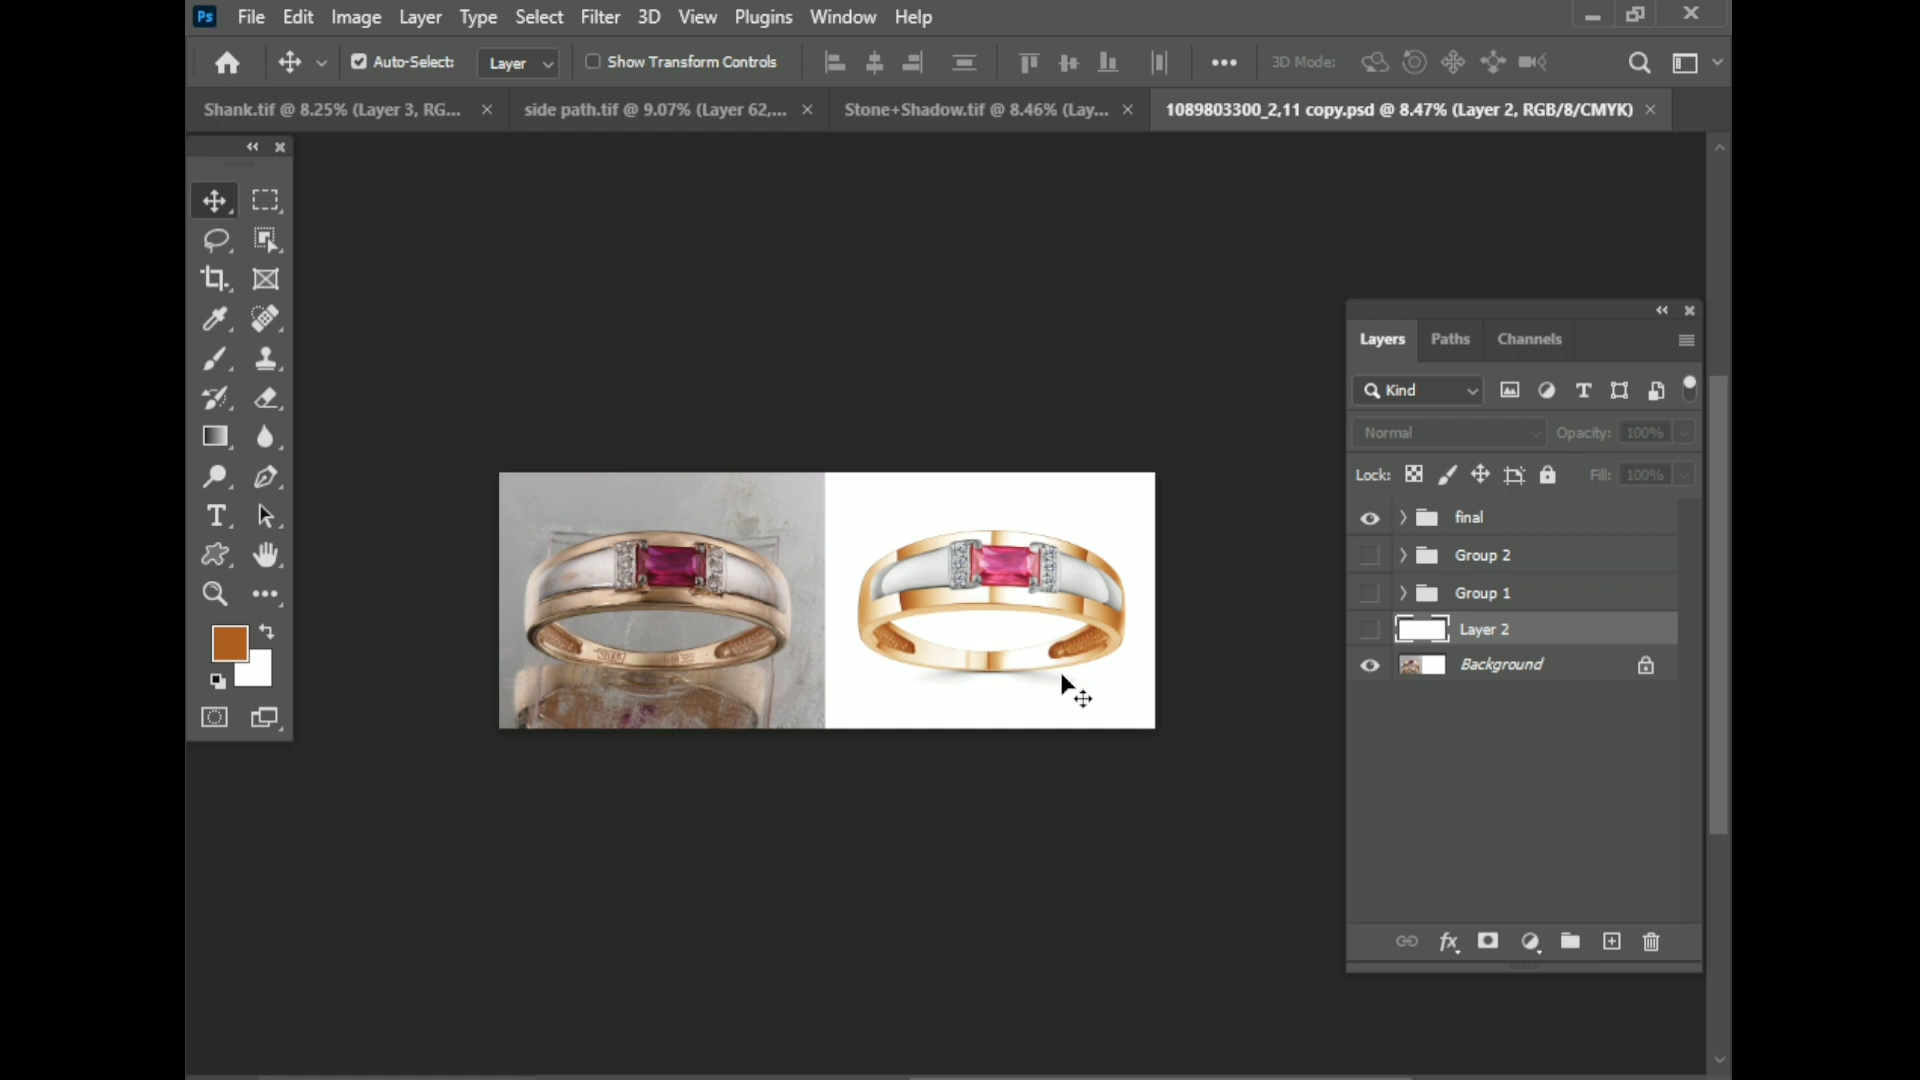 Ps File Edit Image Layer Type Select Filter 3D View Plugins Window Help
Auto-Select: Layer Show Transform Controls 3D Mode:
Shank.tif @ 8.25% (Layer 3, RG... side path.tif @ 9.07% (Layer 62,... Stone+Shadow.tif @ 8.46% (Lay... 1089803300_2,11 copy.psd @ 8.47% (Layer 2, RGB/8/CMYK)
Layers Paths Channels
Kind
Normal Opacity: 100%
Lock: Fill: 100%
final
Group 2
Group 1
Layer 2
Background